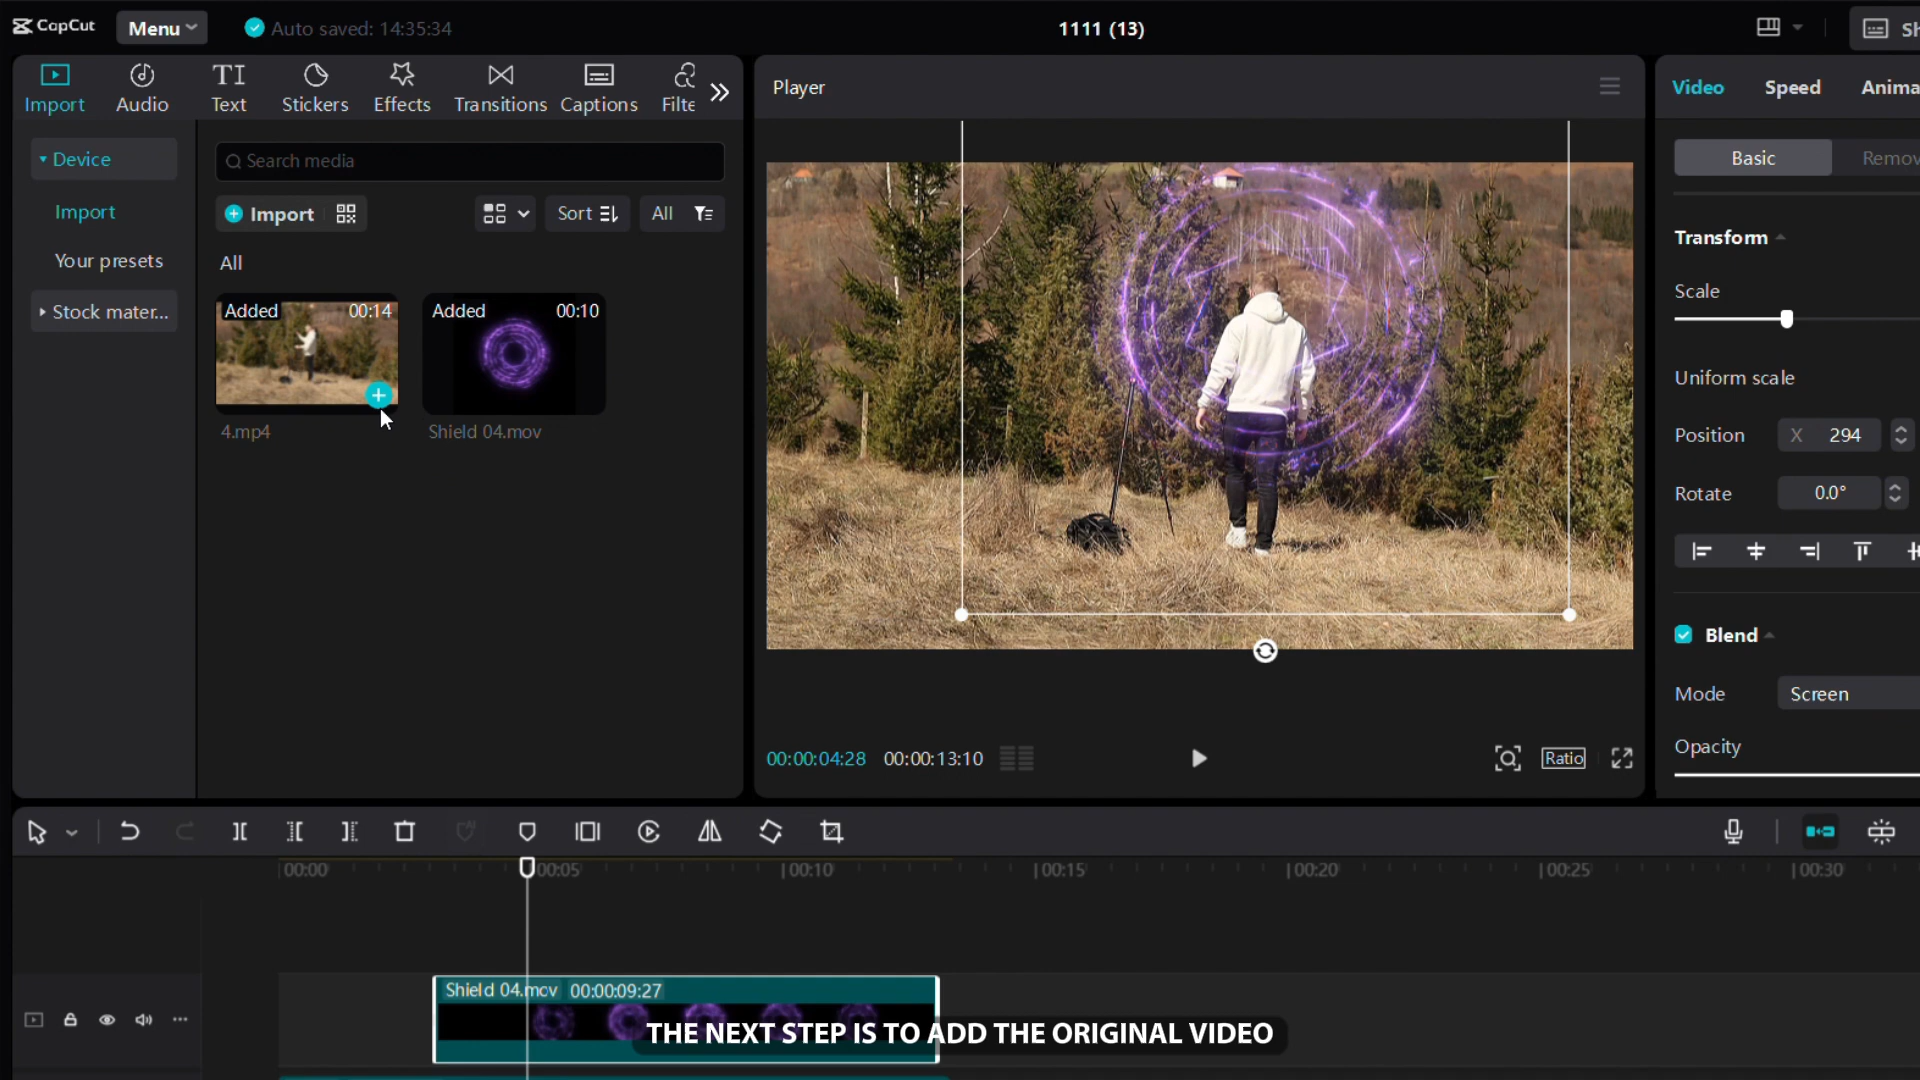 CapCut
Menu
Auto saved: 14:35:34
1111 (13)
Import
Audio
TI
Text
Stickers
Effects
Transitions
Captions
Filte
Player
Video
Speed
Anima
Device
Import
Your presets
Stock mater...
Search media
Import
Sort
All
All
Added 00:14
4.mp4
Added 00:10
Shield 04.mov
Basic
Remov
Transform
Scale
Uniform scale
Position X 294
Rotate 0.0°
Blend
Mode Screen
Opacity
00:00:04:28 00:00:13:10
Ratio
00:00 00:05 00:10 00:15 00:20 00:25 00:30
Shield 04.mov 00:00:09:27
THE NEXT STEP IS TO ADD THE ORIGINAL VIDEO